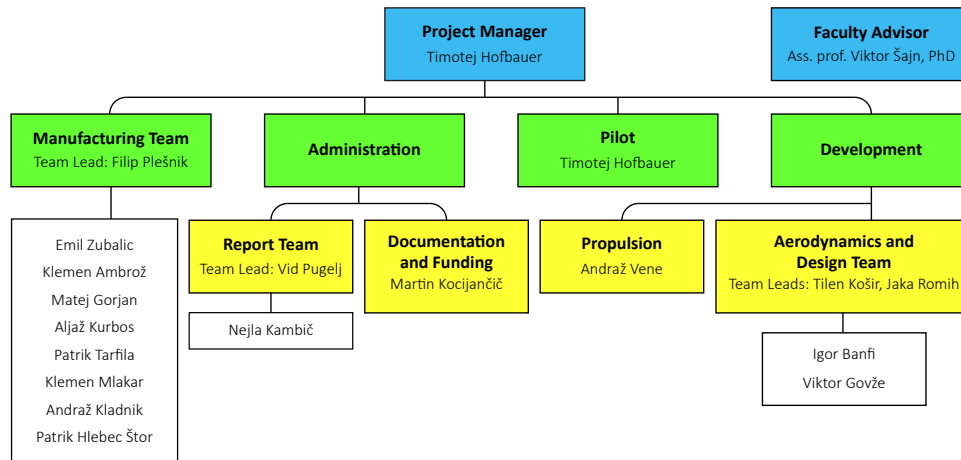 Project Manager
Timotej Hofbauer
Faculty Advisor
Ass. prof. Viktor Šajn, PhD
Manufacturing Team
Team Lead: Filip Plešnik
Administration
Pilot
Timotej Hofbauer
Development
Emil Zubalic
Klemen Ambrož
Matej Gorjan
Aljaž Kurbos
Patrik Tarfila
Klemen Mlakar
Andraž Kladnik
Patrik Hlebec Štor
Report Team
Team Lead: Vid Pugelj
Nejla Kambič
Documentation
and Funding
Martin Kocijančič
Propulsion
Andraž Vene
Aerodynamics and
Design Team
Team Leads: Tilen Košir, Jaka Romih
Igor Banfi
Viktor Govže